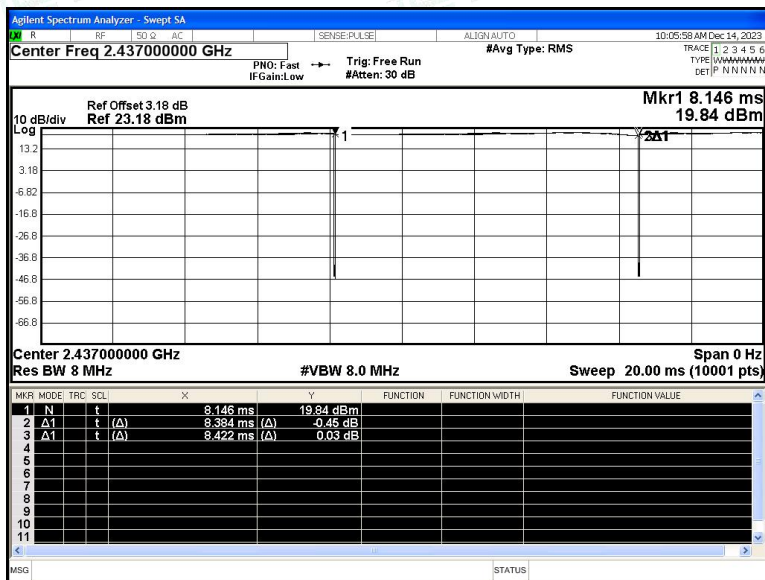 Agilent Spectrum Analyzer - Swept SA
LXI R RF 50 Ω AC SENSE:PULSE ALIGN AUTO 10:05:58 AM Dec 14, 2023
Center Freq 2.437000000 GHz #Avg Type: RMS TRACE 1 2 3 4 5 6
PNO: Fast Trig: Free Run TYPE
IFGain:Low #Atten: 30 dB DET P N N N N N
Ref Offset 3.18 dB Mkr1 8.146 ms
10 dB/div Ref 23.18 dBm 19.84 dBm
Log
1 2Δ1
13.2
3.18
-6.82
-16.8
-26.8
-36.8
-46.8
-56.8
-66.8
Center 2.437000000 GHz Span 0 Hz
Res BW 8 MHz #VBW 8.0 MHz Sweep 20.00 ms (10001 pts)
MKR MODE TRC SCL X Y FUNCTION FUNCTION WIDTH FUNCTION VALUE
1 N t 8.146 ms 19.84 dBm
2 Δ1 t (Δ) 8.384 ms (Δ) -0.45 dB
3 Δ1 t (Δ) 8.422 ms (Δ) 0.03 dB
4
5
6
7
8
9
10
11
MSG STATUS